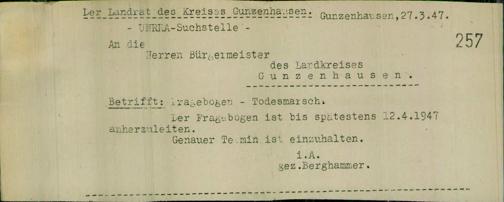 Der Landrat des Kreises Gunzenhausen. Gunzenhausen,27.3.47.
- UNRRA-Suchstelle -
257
An die
Herren Bürgermeister
des Landkreises
Gunzenhausen.
Betrifft: Fragebogen - Todesmarsch.
Der Fragebogen ist bis spätestens 12.4.1947
anherzuleiten.
Genauer Termin ist einzuhalten.
i.A.
gez.Berghammer.